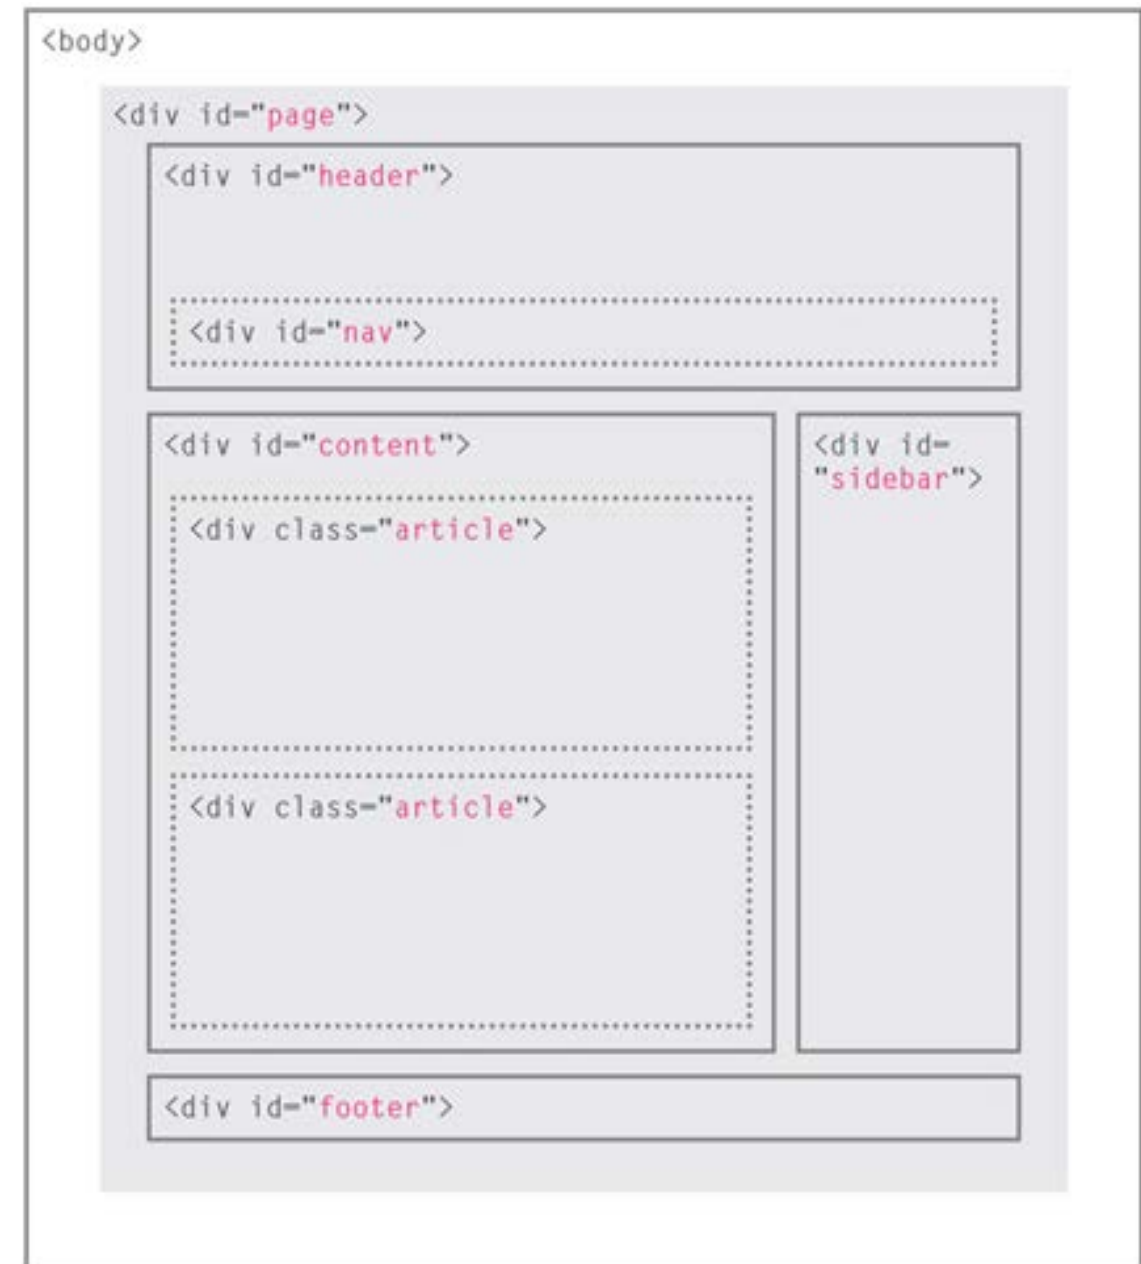 <body>
<div id="page">
<div id="header">
<div id="nav">
<div id="content">
<div id=
"sidebar">
<div class="article">
<div class="article">
<div id="footer">